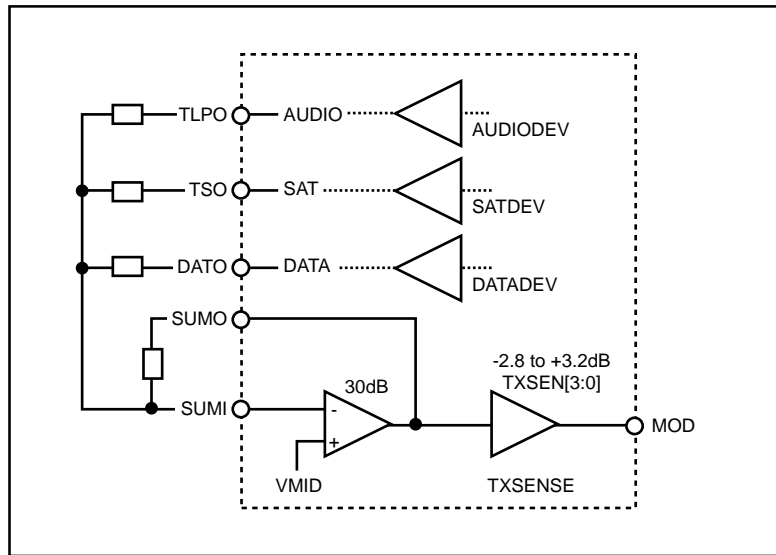 TLPO AUDIO
AUDIODEV
TSO SAT
SATDEV
DATO DATA
DATADEV
SUMO
-2.8 to +3.2dB
TXSEN[3:0]
30dB
SUMI - +
MOD
VMID TXSENSE